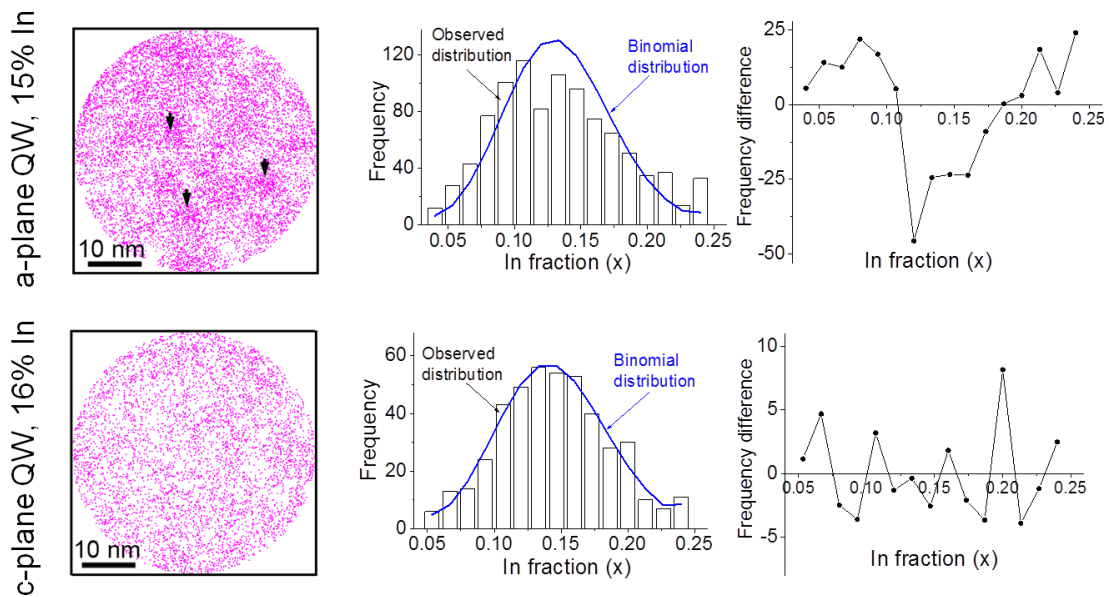 a-plane QW, 15% In
10 nm
Frequency
120
80
40
0
Observed
distribution
Binomial
distribution
0.05 0.10 0.15 0.20 0.25
In fraction (x)
Frequency difference
25
0
-25
-50
0.05 0.10 0.15 0.20 0.25
In fraction (x)
c-plane QW, 16% In
10 nm
Frequency
60
40
20
0
Observed
distribution
Binomial
distribution
0.05 0.10 0.15 0.20 0.25
In fraction (x)
Frequency difference
10
5
0
-5
0.05 0.10 0.15 0.20 0.25
In fraction (x)